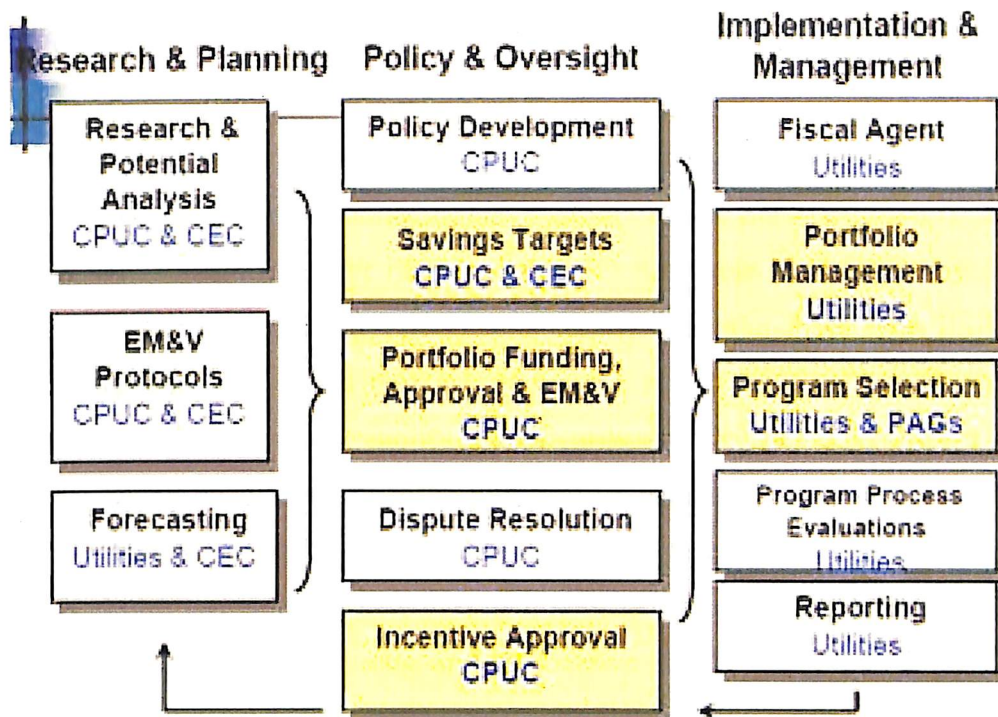 Research & Planning
Research &
Potential
Analysis
CPUC & CEC
EM&V
Protocols
CPUC & CEC
Forecasting
Utilities & CEC
Policy & Oversight
Policy Development
CPUC
Savings Targets
CPUC & CEC
Portfolio Funding,
Approval & EM&V
CPUC
Dispute Resolution
CPUC
Incentive Approval
CPUC
Implementation &
Management
Fiscal Agent
Utilities
Portfolio
Management
Utilities
Program Selection
Utilities & PAGs
Program Process
Evaluations
Utilities
Reporting
Utilities